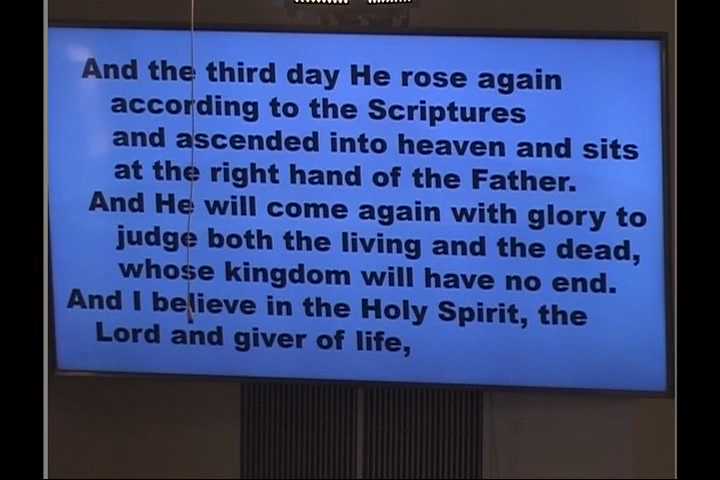 And the third day He rose again
according to the Scriptures
and ascended into heaven and sits
at the right hand of the Father.
And He will come again with glory to
judge both the living and the dead,
whose kingdom will have no end.
And I believe in the Holy Spirit, the
Lord and giver of life,